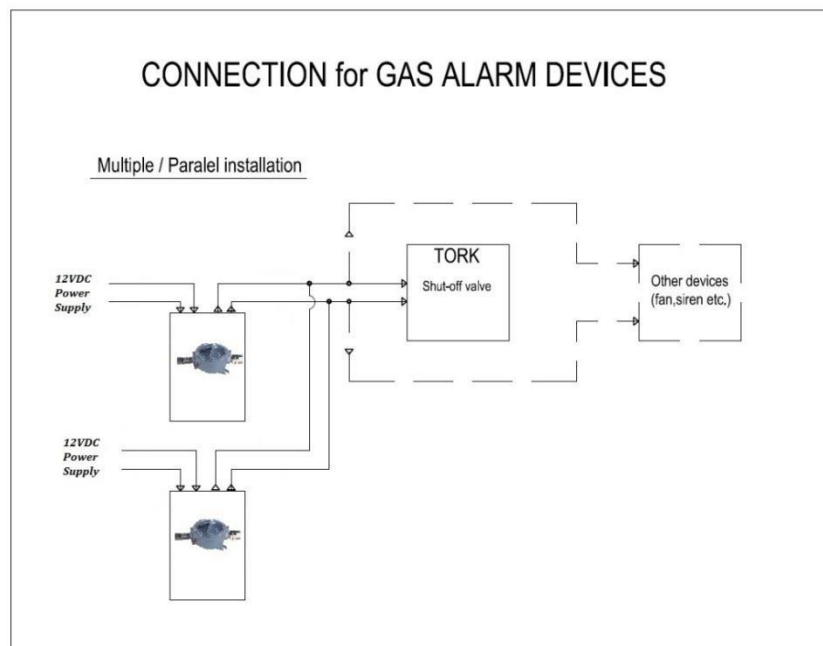 CONNECTION for GAS ALARM DEVICES
Multiple / Paralel installation
TORK
Shut-off valve
Other devices
(fan,siren etc.)
12VDC
Power
Supply
12VDC
Power
Supply